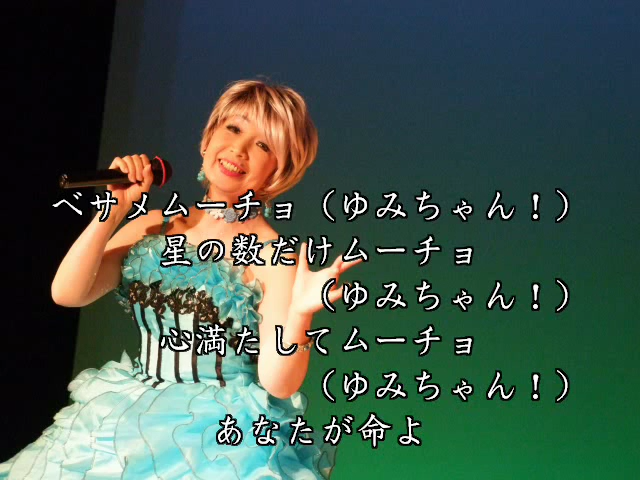 ベサメムーチョ（ゆみちゃん！）
星の数だけムーチョ
（ゆみちゃん！）
心満たしてムーチョ
（ゆみちゃん！）
あなたが命よ